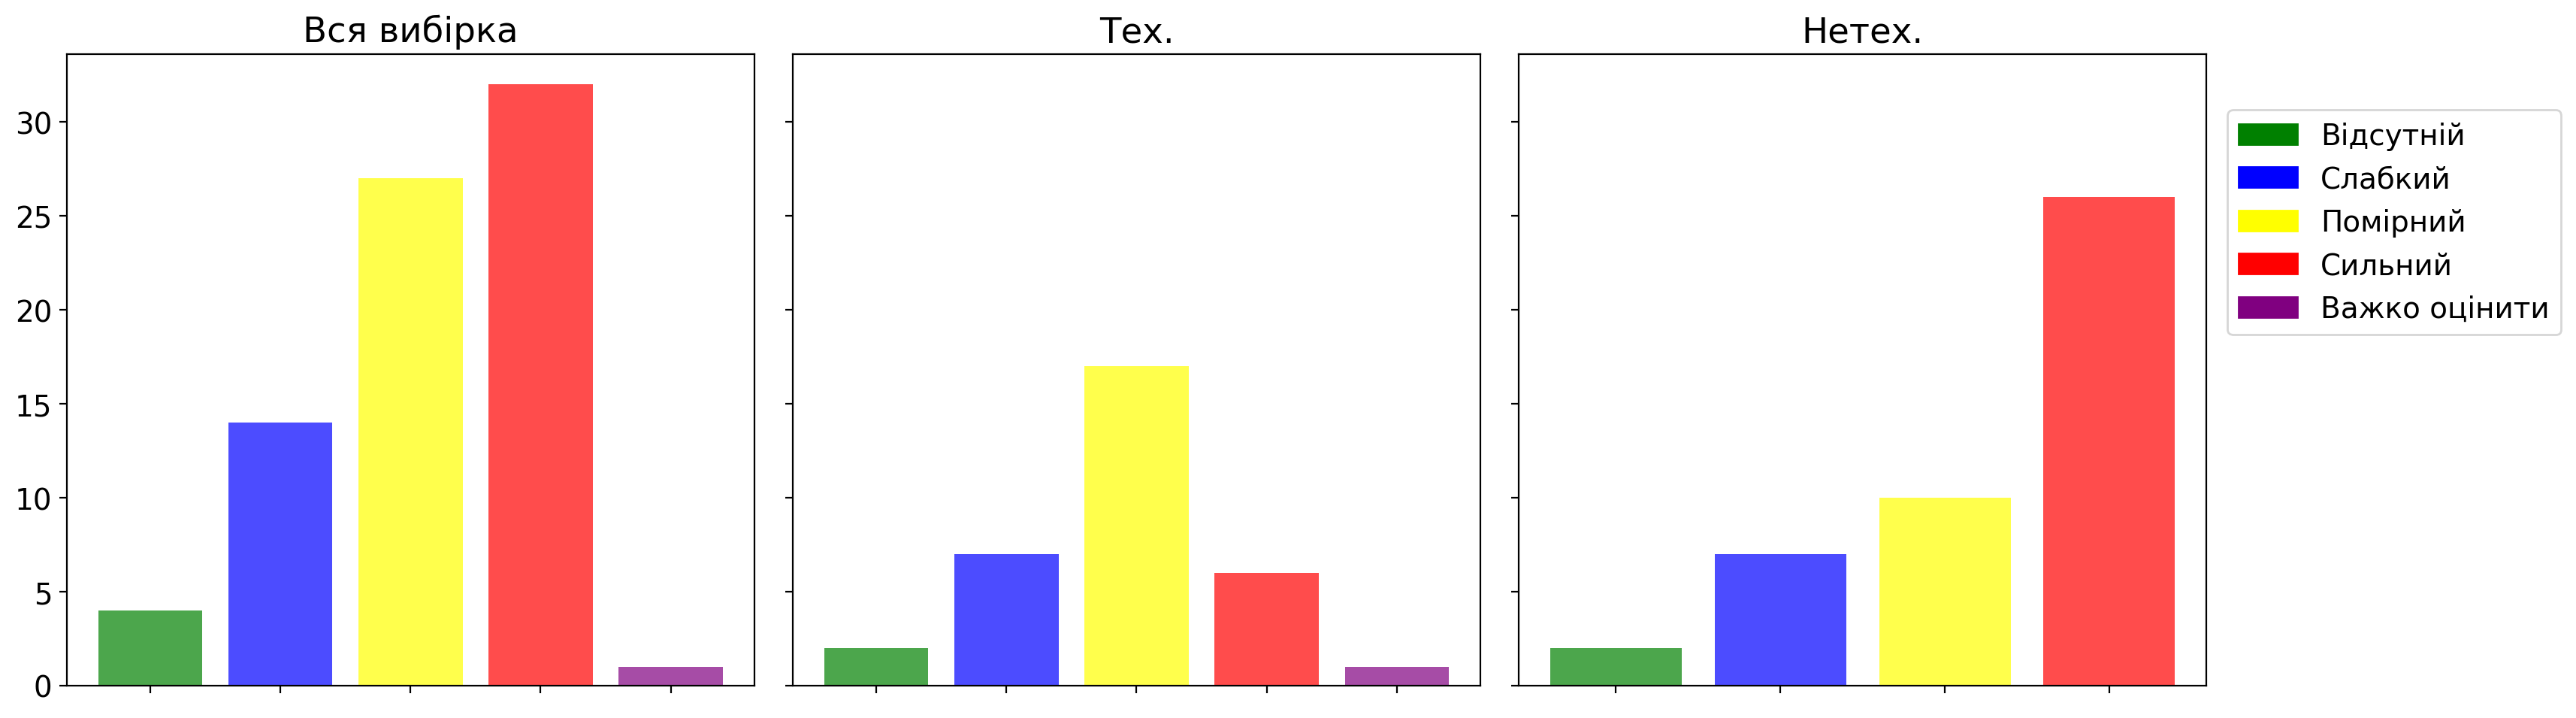 Вся вибірка
Тех.
Нетех.
30
25
20
15
10
5
0
Відсутній
Слабкий
Помірний
Сильний
Важко оцінити